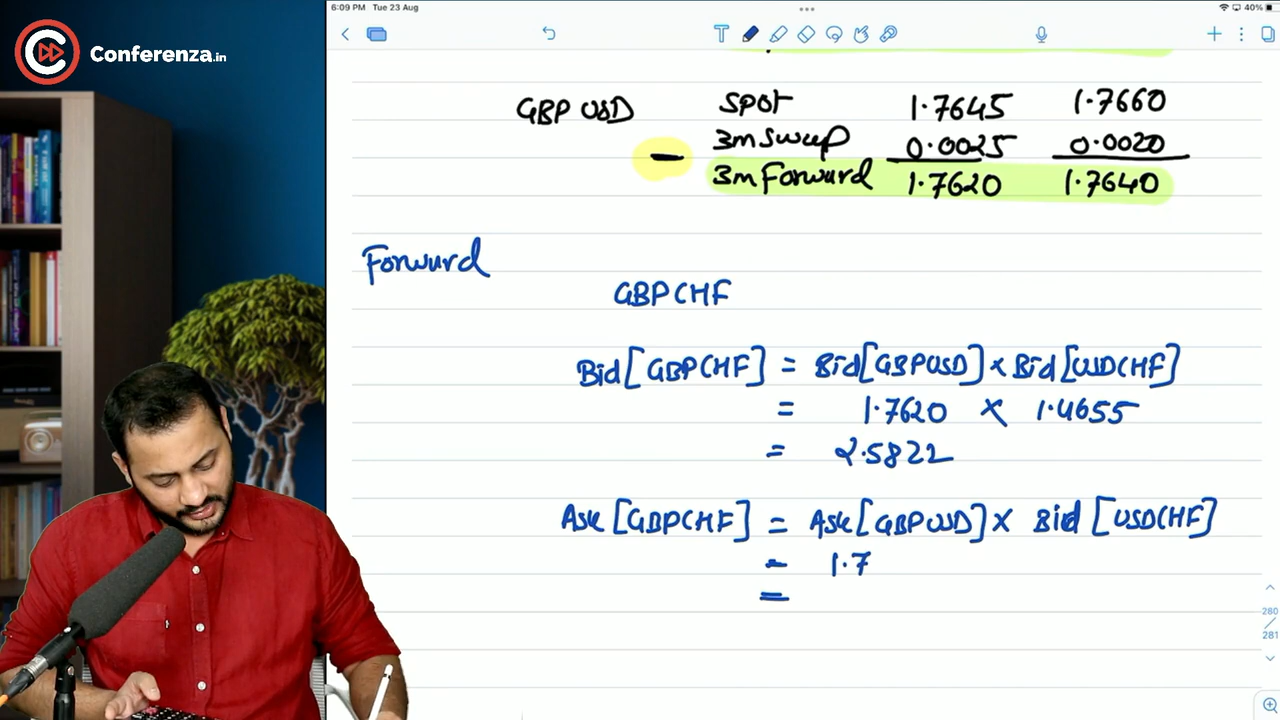 6:09 PM Tue 23 Aug
40%
Conferenza.in
GBP USD SPOT 1.7645 1.7660
3m Swap 0.0025 0.0020
- 3m Forward 1.7620 1.7640
Forward
GBPCHF
Bid[GBPCHF] = Bid[GBPUSD] × Bid[USDCHF]
= 1.7620 × 1.4655
= 2.5822
Ask[GBPCHF] = Ask[GBPUSD] × Bid[USDCHF]
= 1.7
=
280
/
281